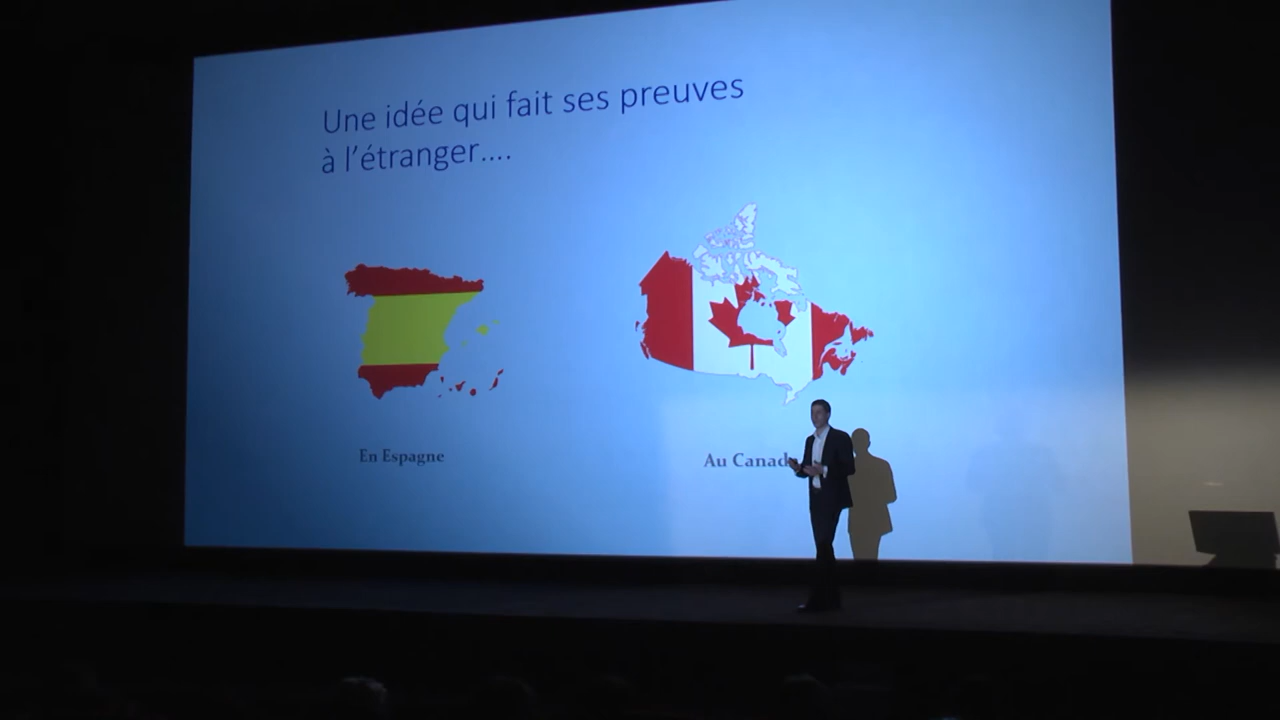 Une idée qui fait ses preuves
à l'étranger....
En Espagne
Au Canada